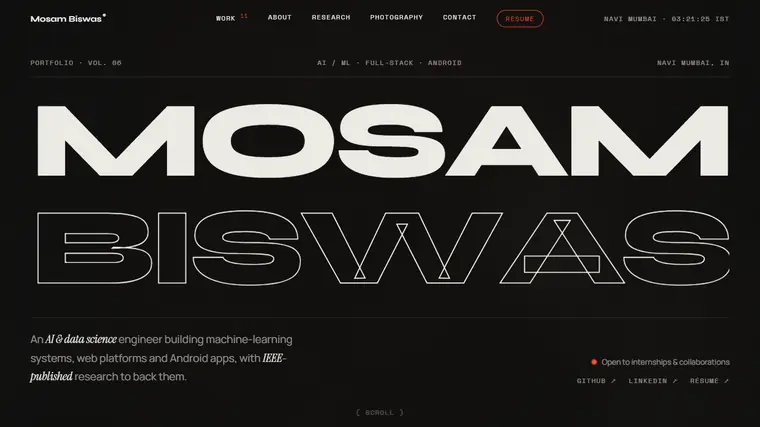 Mosam Biswas*
WORK 11 ABOUT RESEARCH PHOTOGRAPHY CONTACT RESUME NAVI MUMBAI · 03:21:25 IST
PORTFOLIO · VOL. 06 AI / ML · FULL-STACK · ANDROID NAVI MUMBAI, IN
MOSAM
BISWAS
An AI & data science engineer building machine-learning
systems, web platforms and Android apps, with IEEE-
published research to back them.
Open to internships & collaborations
GITHUB ↗ LINKEDIN ↗ RÉSUMÉ ↗
{ SCROLL }